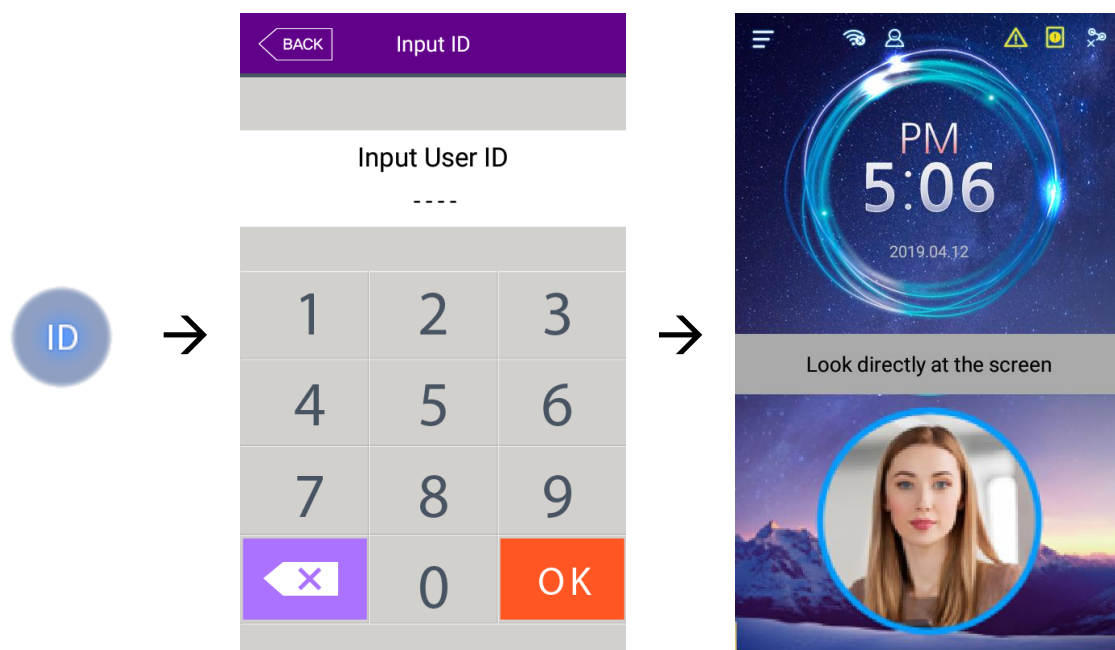 ID
BACK
Input ID
Input User ID
----
1 2 3
4 5 6
7 8 9
0 OK
PM
5:06
2019.04.12
Look directly at the screen